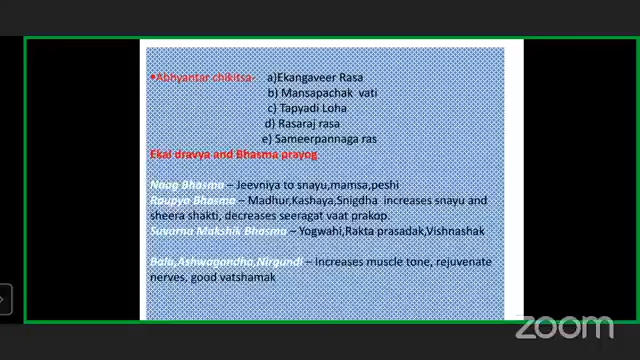 •Abhyantar chikitsa- a)Ekangaveer Rasa
b) Mansapachak vati
c) Tapyadi Loha
d) Rasaraj rasa
e) Sameerpannaga ras
Ekal dravya and Bhasma prayog
Naag Bhasma – Jeevniya to snayu,mamsa,peshi
Raupya Bhasma – Madhur,Kashaya,Snigdha increases snayu and
sheera shakti, decreases seeragat vaat prakop.
Suvarna Makshik Bhasma – Yogwahi,Rakta prasadak,Vishnashak
Bala,Ashwagandha,Nirgundi – Increases muscle tone, rejuvenate
nerves, good vatshamak
zoom